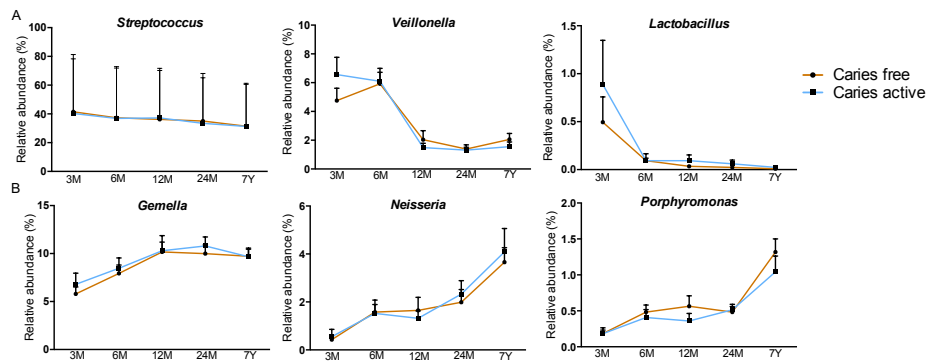 A
Streptococcus
Relative abundance (%)
100
80
60
40
20
0
3M 6M 12M 24M 7Y
Veillonella
Relative abundance (%)
10
8
6
4
2
0
3M 6M 12M 24M 7Y
Lactobacillus
Relative abundance (%)
1.5
1.0
0.5
0.0
3M 6M 12M 24M 7Y
Caries free
Caries active
B
Gemella
Relative abundance (%)
15
10
5
0
3M 6M 12M 24M 7Y
Neisseria
Relative abundance (%)
6
4
2
0
3M 6M 12M 24M 7Y
Porphyromonas
Relative abundance (%)
2.0
1.5
1.0
0.5
0.0
3M 6M 12M 24M 7Y